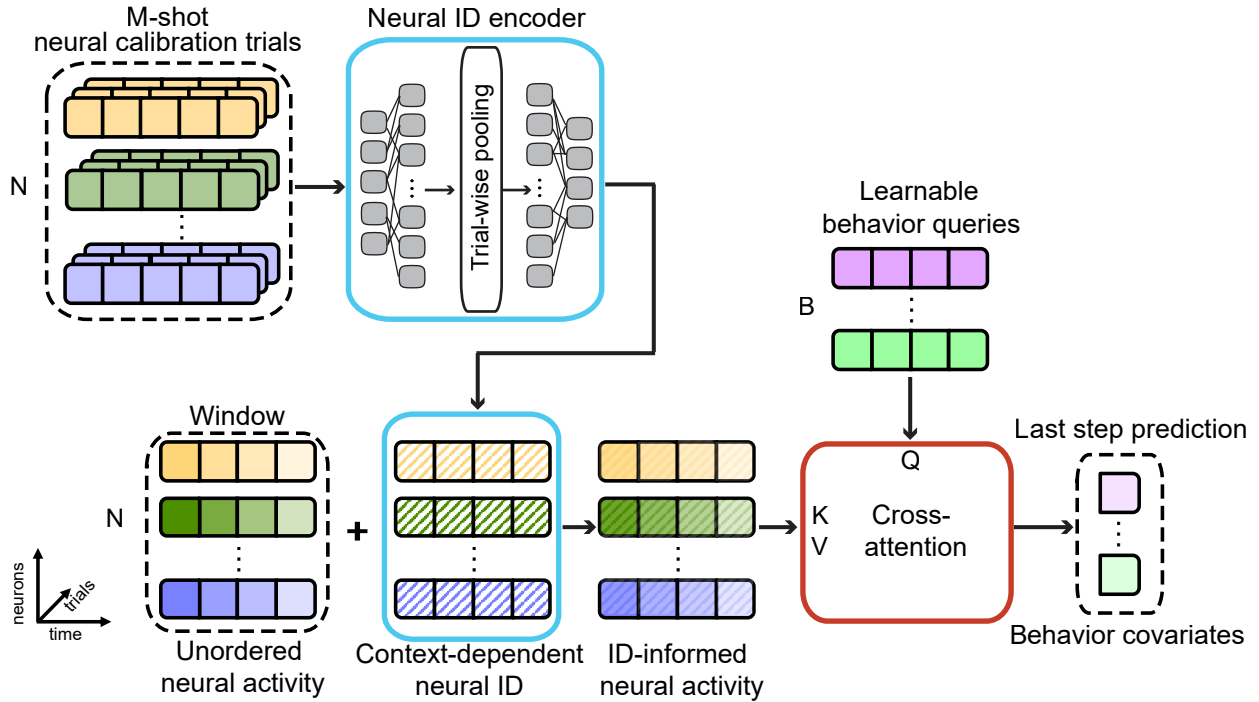 M-shot
neural calibration trials
N
Neural ID encoder
Trial-wise pooling
Learnable
behavior queries
B
Window
N
Unordered
neural activity
+
Context-dependent
neural ID
ID-informed
neural activity
Q
K
V
Cross-
attention
Last step prediction
Behavior covariates
neurons
trials
time